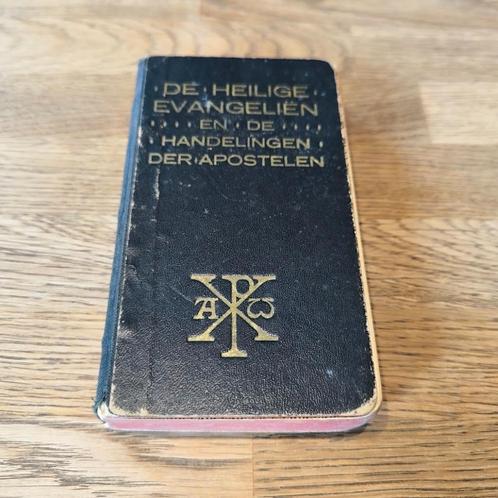 DE HEILIGE
EVANGELIËN
EN DE
HANDELINGEN
DER APOSTELEN
A ☧ ω